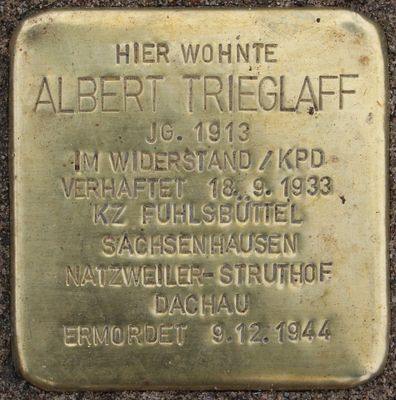 HIER WOHNTE
ALBERT TRIEGLAFF
JG. 1913
IM WIDERSTAND / KPD
VERHAFTET 18. 9. 1933
KZ FUHLSBÜTTEL
SACHSENHAUSEN
NATZWEILER-STRUTHOF
DACHAU
ERMORDET 9.12.1944